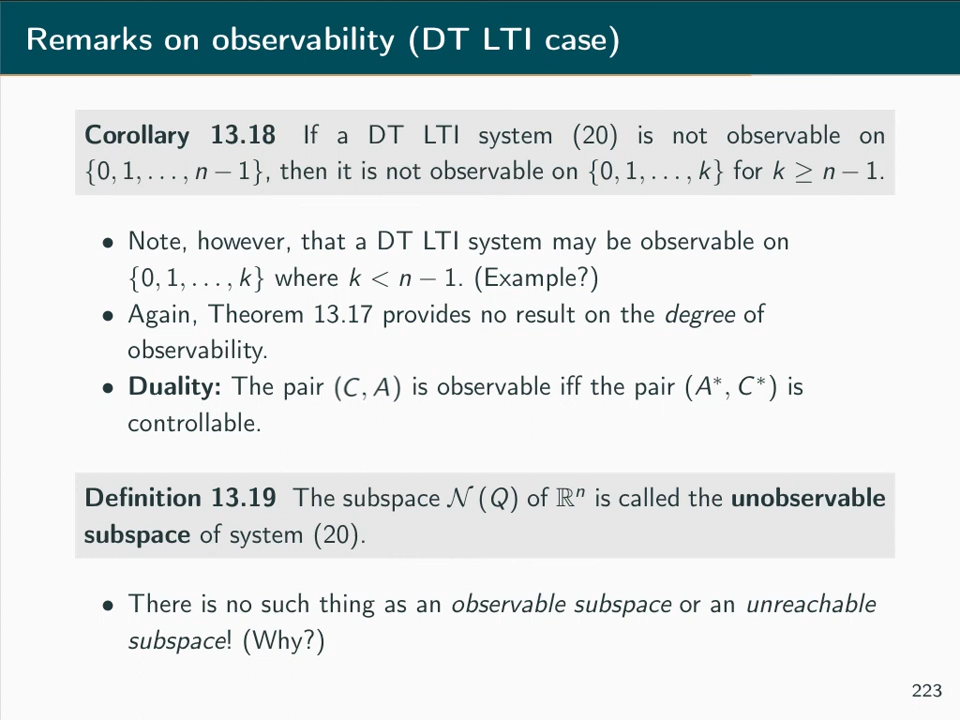 Remarks on observability (DT LTI case)
Corollary 13.18 If a DT LTI system (20) is not observable on
{0, 1, . . . , n − 1}, then it is not observable on {0, 1, . . . , k} for k ≥ n − 1.
• Note, however, that a DT LTI system may be observable on
{0, 1, . . . , k} where k < n − 1. (Example?)
• Again, Theorem 13.17 provides no result on the degree of
observability.
• Duality: The pair (C, A) is observable iff the pair (A*, C*) is
controllable.
Definition 13.19 The subspace 𝒩(Q) of ℝⁿ is called the unobservable
subspace of system (20).
• There is no such thing as an observable subspace or an unreachable
subspace! (Why?)
223